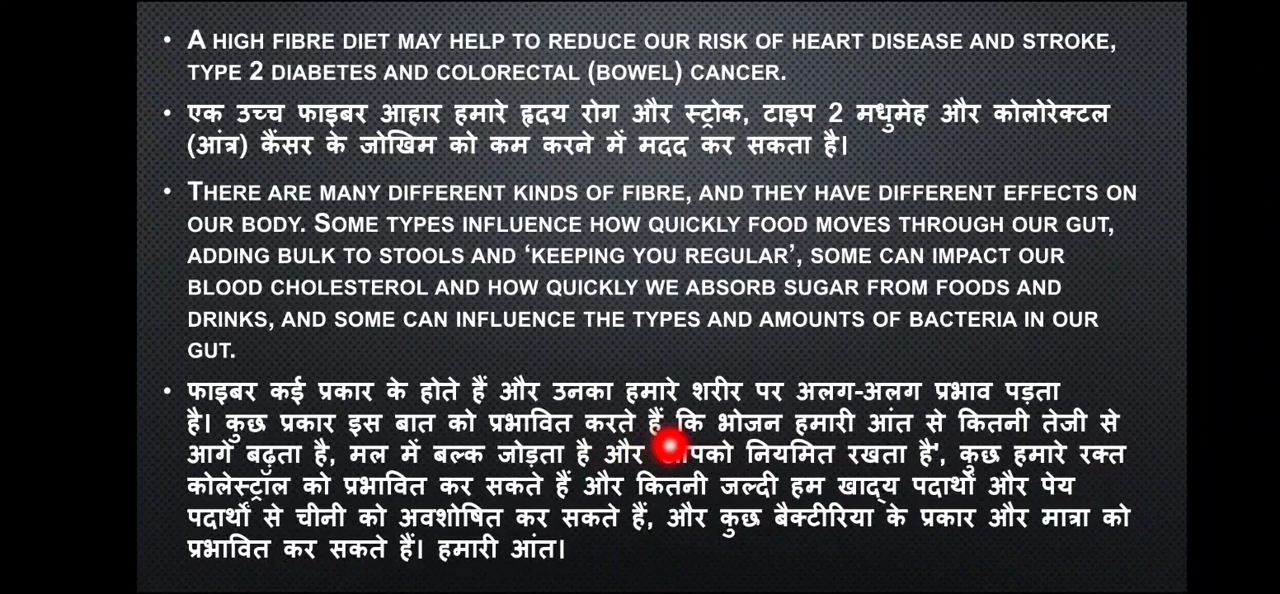 • A HIGH FIBRE DIET MAY HELP TO REDUCE OUR RISK OF HEART DISEASE AND STROKE,
TYPE 2 DIABETES AND COLORECTAL (BOWEL) CANCER.
• एक उच्च फाइबर आहार हमारे हृदय रोग और स्ट्रोक, टाइप 2 मधुमेह और कोलोरेक्टल
(आंत्र) कैंसर के जोखिम को कम करने में मदद कर सकता है।
• THERE ARE MANY DIFFERENT KINDS OF FIBRE, AND THEY HAVE DIFFERENT EFFECTS ON
OUR BODY. SOME TYPES INFLUENCE HOW QUICKLY FOOD MOVES THROUGH OUR GUT,
ADDING BULK TO STOOLS AND ‘KEEPING YOU REGULAR’, SOME CAN IMPACT OUR
BLOOD CHOLESTEROL AND HOW QUICKLY WE ABSORB SUGAR FROM FOODS AND
DRINKS, AND SOME CAN INFLUENCE THE TYPES AND AMOUNTS OF BACTERIA IN OUR
GUT.
• फाइबर कई प्रकार के होते हैं और उनका हमारे शरीर पर अलग-अलग प्रभाव पड़ता
है। कुछ प्रकार इस बात को प्रभावित करते हैं कि भोजन हमारी आंत से कितनी तेजी से
आगे बढ़ता है, मल में बल्क जोड़ता है और नियमित रखता है', कुछ हमारे रक्त
कोलेस्ट्रॉल को प्रभावित कर सकते हैं और कितनी जल्दी हम खाद्य पदार्थों और पेय
पदार्थों से चीनी को अवशोषित कर सकते हैं, और कुछ बैक्टीरिया के प्रकार और मात्रा को
प्रभावित कर सकते हैं। हमारी आंत।